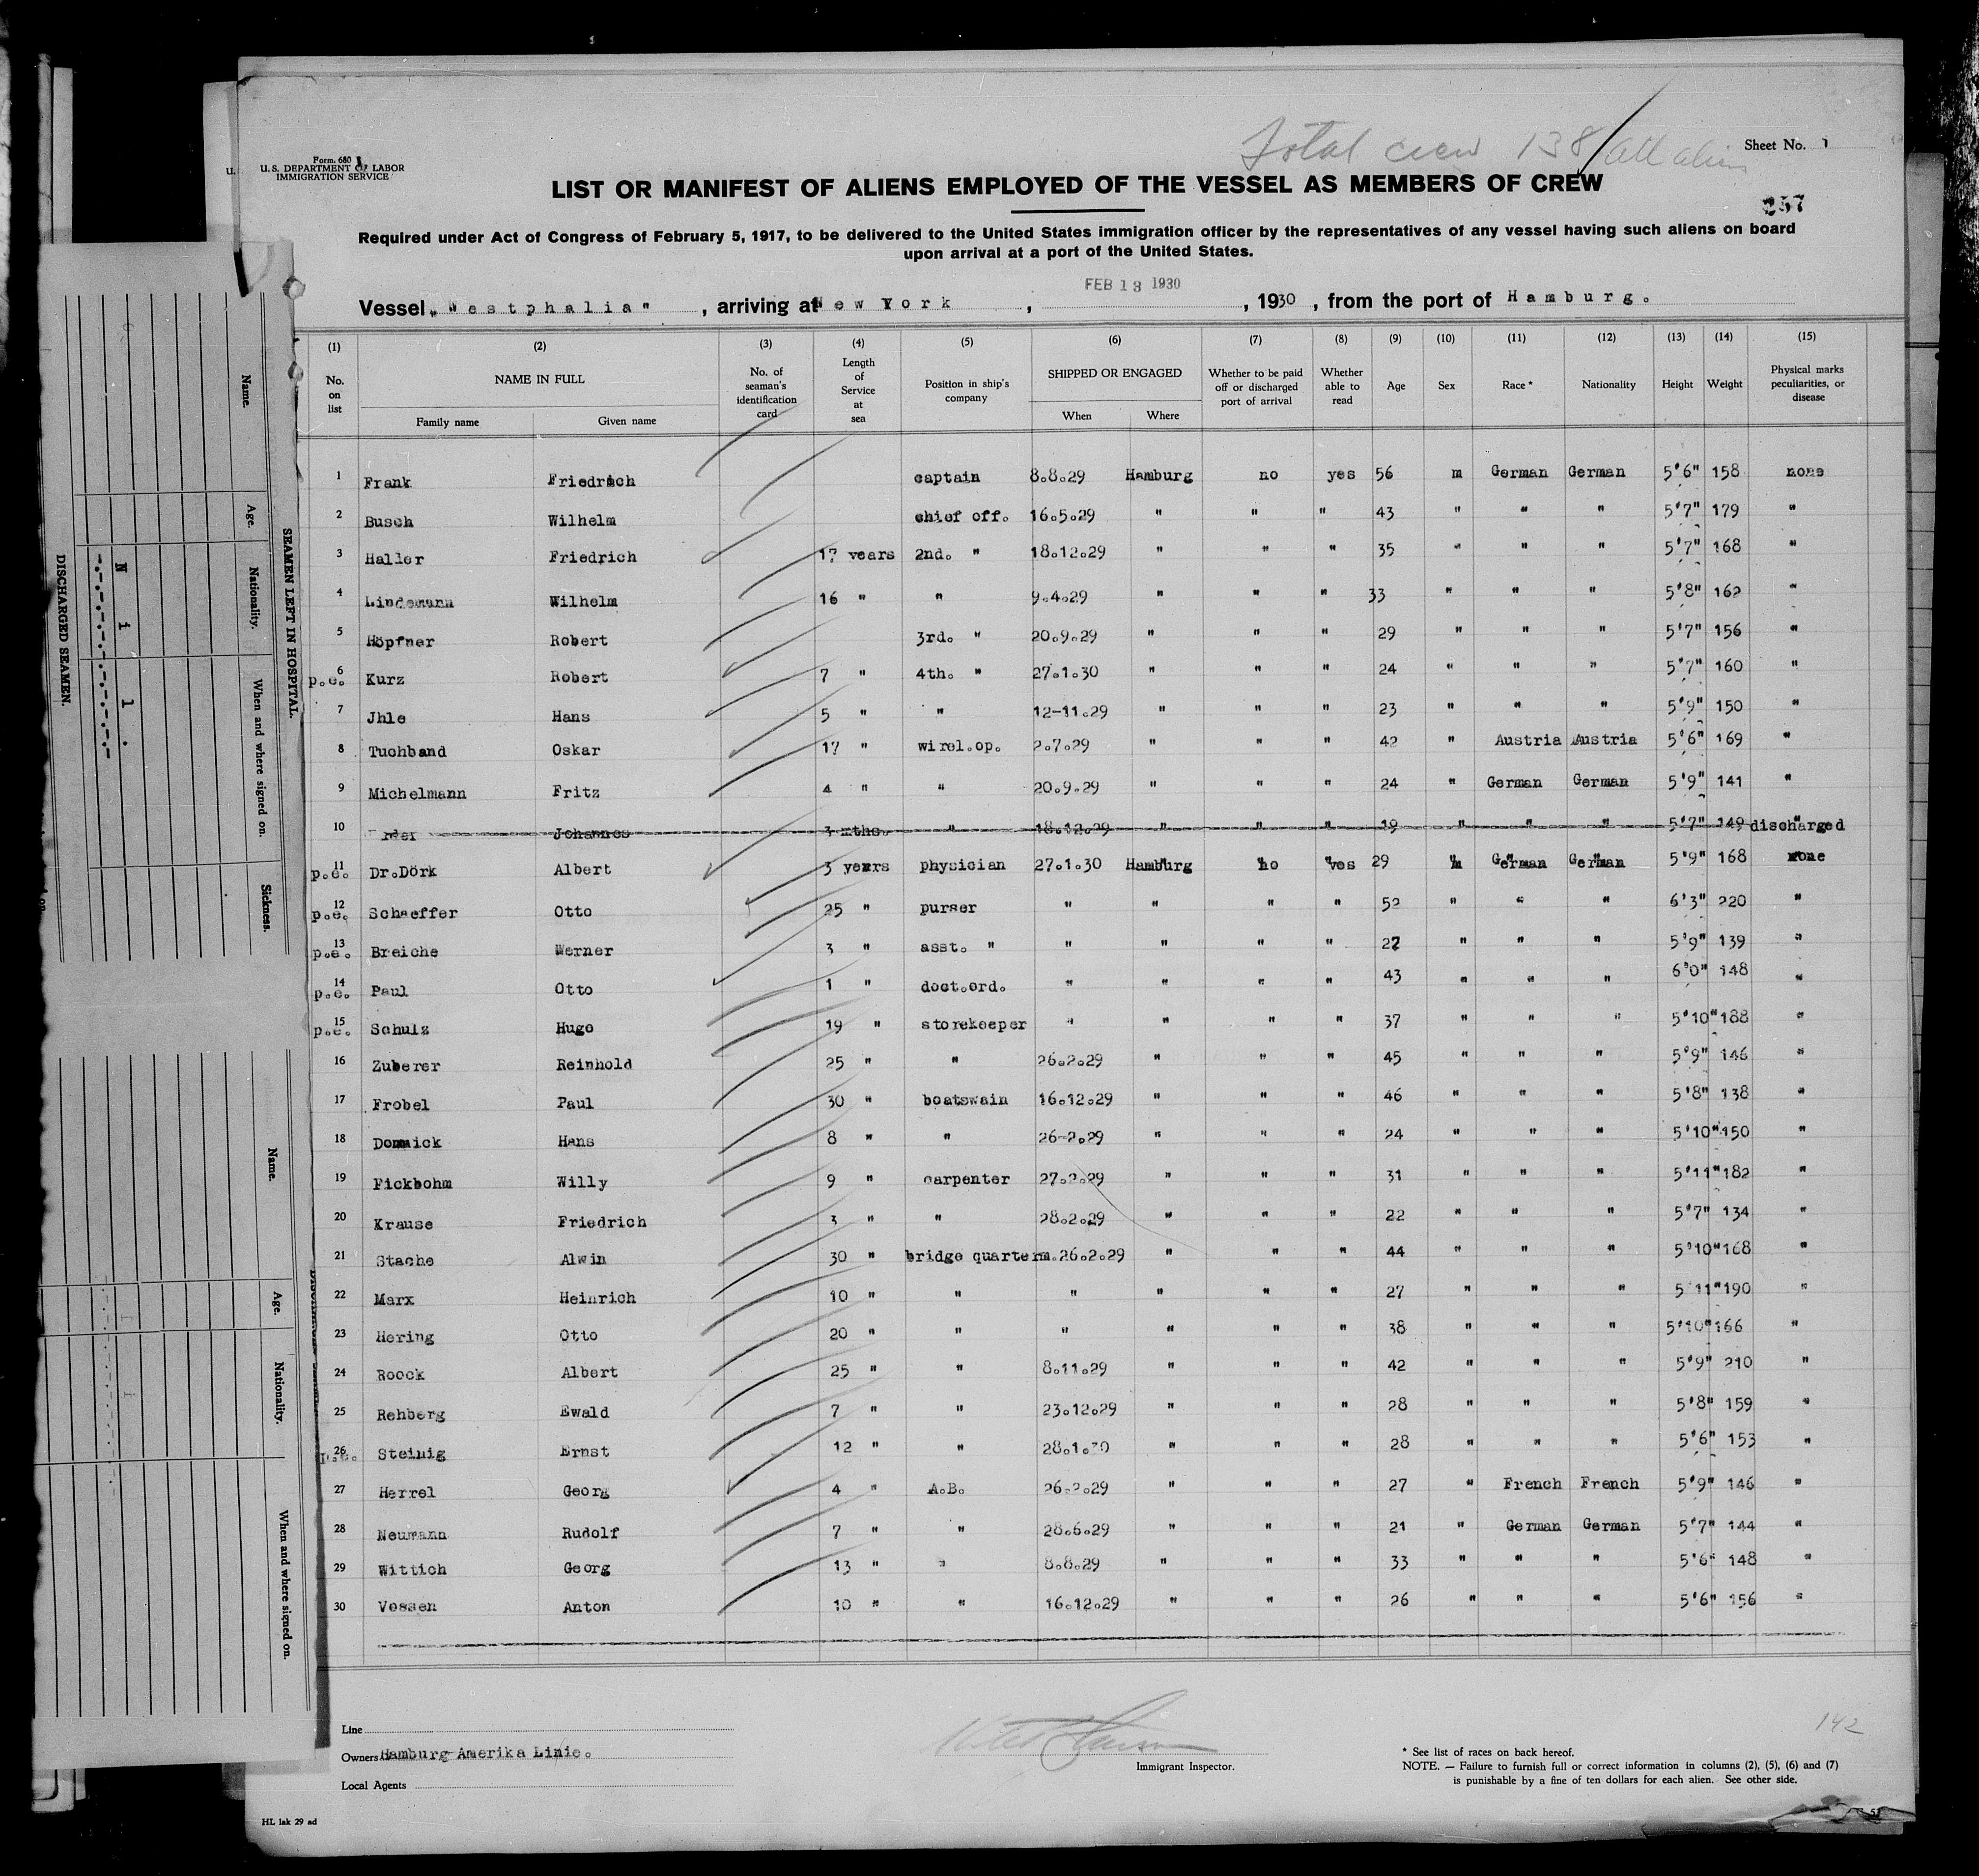 Total crew 138/all aliens
Sheet No. 1
Form 680
U. S. DEPARTMENT OF LABOR
IMMIGRATION SERVICE
LIST OR MANIFEST OF ALIENS EMPLOYED OF THE VESSEL AS MEMBERS OF CREW
257
Required under Act of Congress of February 5, 1917, to be delivered to the United States immigration officer by the representatives of any vessel having such aliens on board
upon arrival at a port of the United States.
FEB 13 1930
Vessel "Westphalia" , arriving at New York , , 1930 , from the port of Hamburg.
(1) (2) (3) (4) (5) (6) (7) (8) (9) (10) (11) (12) (13) (14) (15)
No. on list NAME IN FULL Family name Given name No. of seaman's identification card Length of Service at sea Position in ship's company SHIPPED OR ENGAGED When Where Whether to be paid off or discharged port of arrival Whether able to read Age Sex Race * Nationality Height Weight Physical marks peculiarities, or disease
1 Frank Friedrich captain 8.8.29 Hamburg no yes 56 m German German 5'6" 158 none
2 Busch Wilhelm chief off. 16.5.29 " " " 43 " " " 5'7" 179 "
3 Haller Friedrich 17 years 2nd. " 18.12.29 " " " 35 " " " 5'7" 168 "
4 Lindemann Wilhelm 16 " " 9.4.29 " " " 33 " " " 5'8" 162 "
5 Höpfner Robert 3rd. " 20.9.29 " " " 29 " " " 5'7" 156 "
p.e. 6 Kurz Robert 7 " 4th. " 27.1.30 " " " 24 " " " 5'7" 160 "
7 Jhle Hans 5 " " 12-11.29 " " " 23 " " " 5'9" 150 "
8 Tuchband Oskar 17 " wirel.op. 2.7.29 " " " 42 " Austria Austria 5'6" 169 "
9 Michelmann Fritz 4 " " 20.9.29 " " " 24 " German German 5'9" 141 "
10 Johannes 3 mths. " 18.12.29 " " " 19 " " " 5'7" 149 discharged
p.e. 11 Dr.Dörk Albert 3 years physician 27.1.30 Hamburg no yes 29 m German German 5'9" 168 none
p.e. 12 Schaeffer Otto 25 " purser " " " " 52 " " " 6'3" 220 "
p.e. 13 Breiche Werner 3 " asst. " " " " " 27 " " " 5'9" 139 "
p.e. 14 Paul Otto 1 " doct.ord. " " " " 43 " " " 6'0" 148 "
p.e. 15 Schulz Hugo 19 " storekeeper " " " " 37 " " " 5'10" 188 "
16 Zuberer Reinhold 25 " " 26.2.29 " " " 45 " " " 5'9" 146 "
17 Frobel Paul 30 " boatswain 16.12.29 " " " 46 " " " 5'8" 138 "
18 Dommick Hans 8 " " 26-2.29 " " " 24 " " " 5'10" 150 "
19 Fickbohm Willy 9 " carpenter 27.2.29 " " " 31 " " " 5'11" 182 "
20 Krause Friedrich 3 " " 28.2.29 " " " 22 " " " 5'7" 134 "
21 Stache Alwin 30 " bridge quarterm. 26.2.29 " " " 44 " " " 5'10" 168 "
22 Marx Heinrich 10 " " " " " " 27 " " " 5'11" 190 "
23 Hering Otto 20 " " " " " " 38 " " " 5'10" 166 "
24 Roock Albert 25 " " 8.11.29 " " " 42 " " " 5'9" 210 "
25 Rehberg Ewald 7 " " 23.12.29 " " " 28 " " " 5'8" 159 "
p.e. 26 Steinig Ernst 12 " " 28.1.30 " " " 28 " " " 5'6" 153 "
27 Herrel Georg 4 " A.B. 26.2.29 " " " 27 " French French 5'9" 146 "
28 Neumann Rudolf 7 " " 28.6.29 " " " 21 " German German 5'7" 144 "
29 Wittich Georg 13 " " 8.8.29 " " " 33 " " " 5'6" 148 "
30 Vossen Anton 10 " " 16.12.29 " " " 26 " " " 5'6" 156 "
Line
Owners Hamburg-Amerika Linie.
Local Agents
Immigrant Inspector.
142
* See list of races on back hereof.
NOTE. — Failure to furnish full or correct information in columns (2), (5), (6) and (7)
is punishable by a fine of ten dollars for each alien. See other side.
HL lak 29 ad
SEAMEN LEFT IN HOSPITAL.
Name. Age. Nationality. When and where signed on. Sickness.
N i l .
DISCHARGED SEAMEN.
Name. Age. Nationality. When and where signed on.